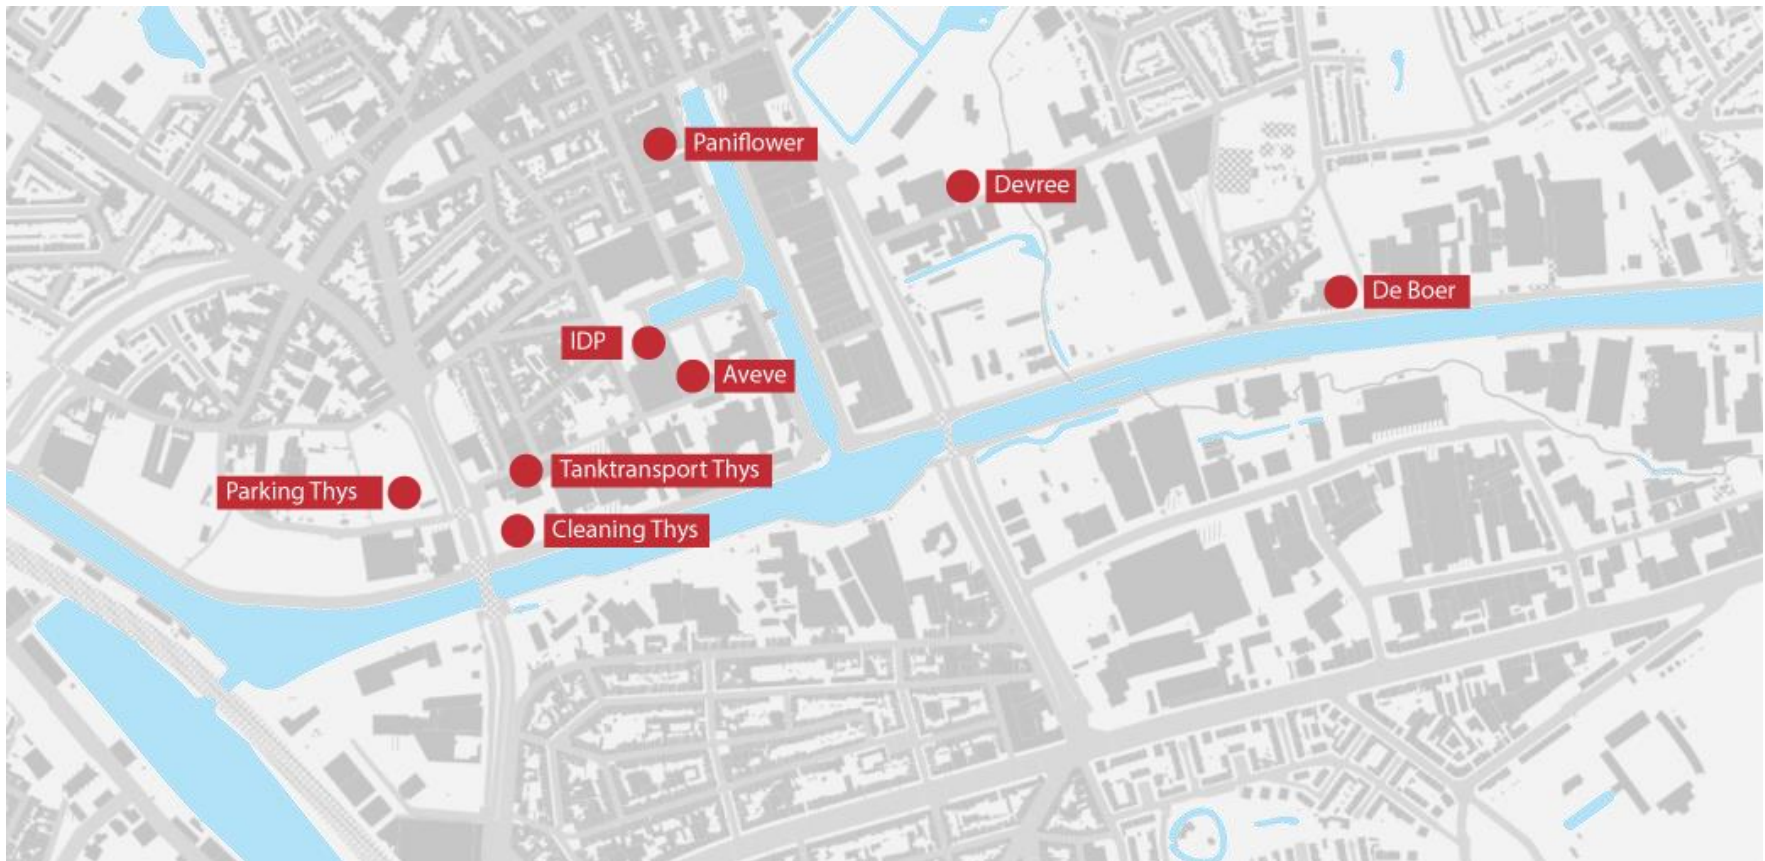 Paniflower
Devree
De Boer
IDP
Aveve
Tanktransport Thys
Parking Thys
Cleaning Thys